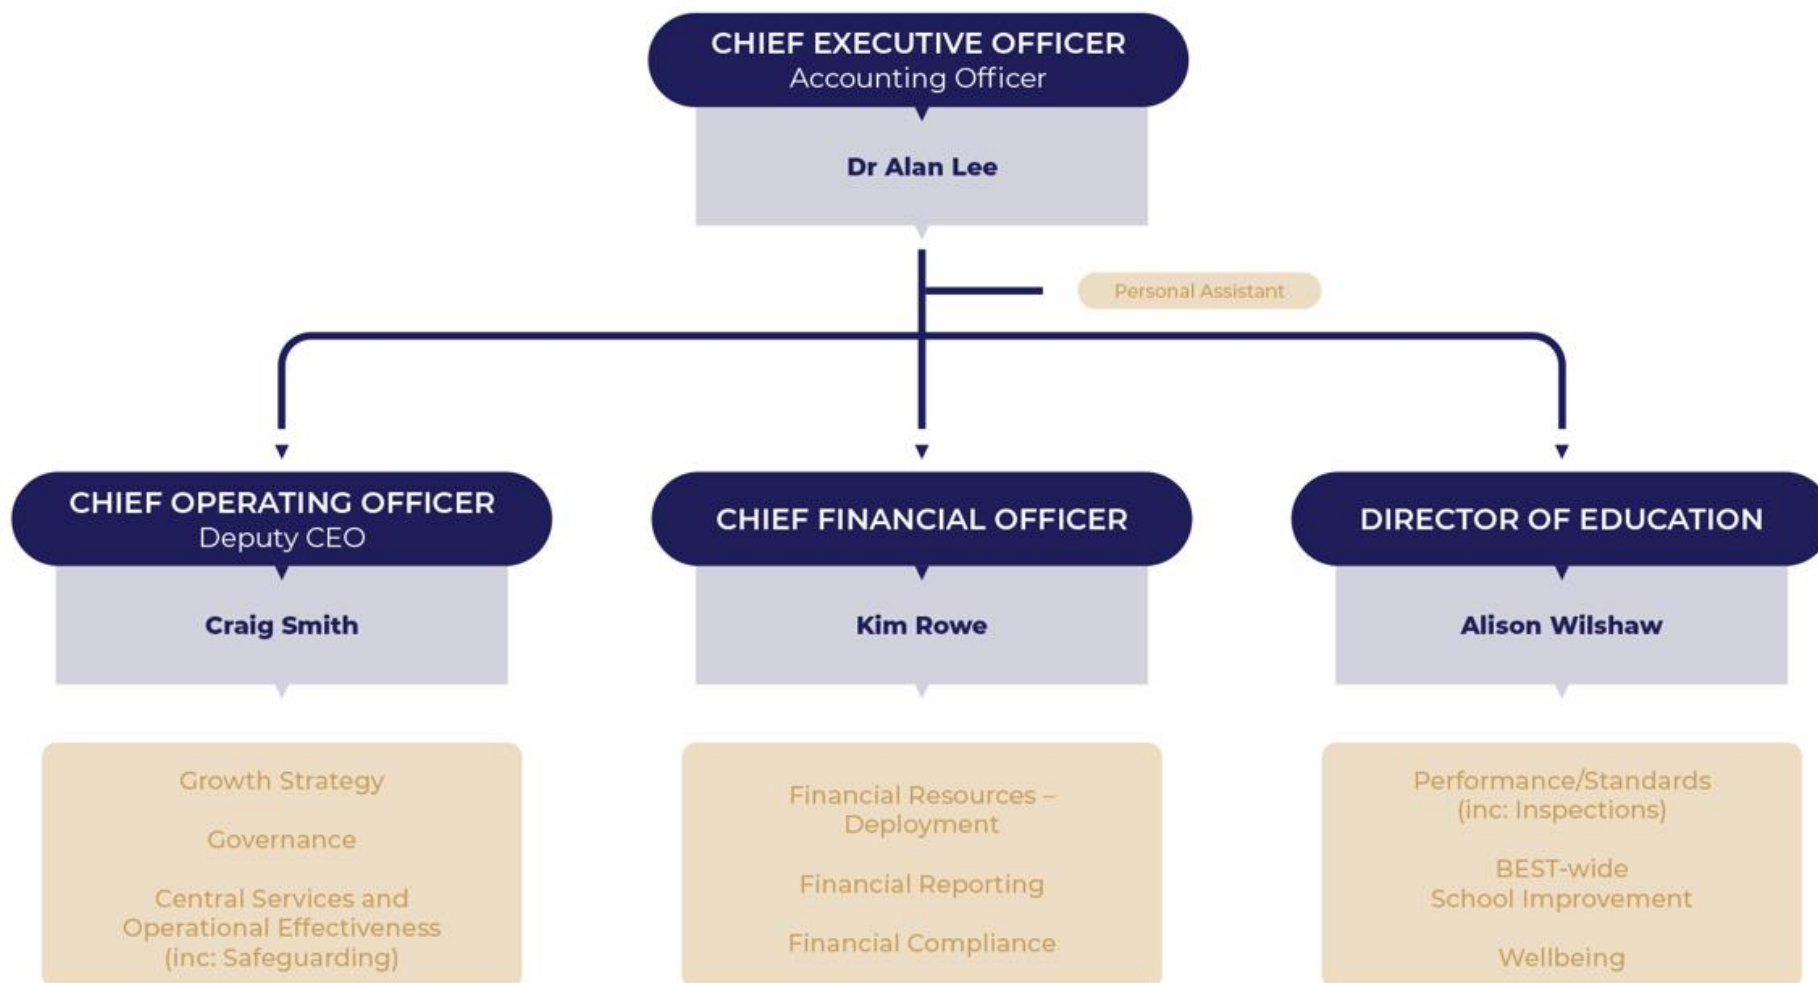 CHIEF EXECUTIVE OFFICER
Accounting Officer
Dr Alan Lee
Personal Assistant
CHIEF OPERATING OFFICER
Deputy CEO
Craig Smith
Growth Strategy
Governance
Central Services and
Operational Effectiveness
(inc: Safeguarding)
CHIEF FINANCIAL OFFICER
Kim Rowe
Financial Resources –
Deployment
Financial Reporting
Financial Compliance
DIRECTOR OF EDUCATION
Alison Wilshaw
Performance/Standards
(inc: Inspections)
BEST-wide
School Improvement
Wellbeing